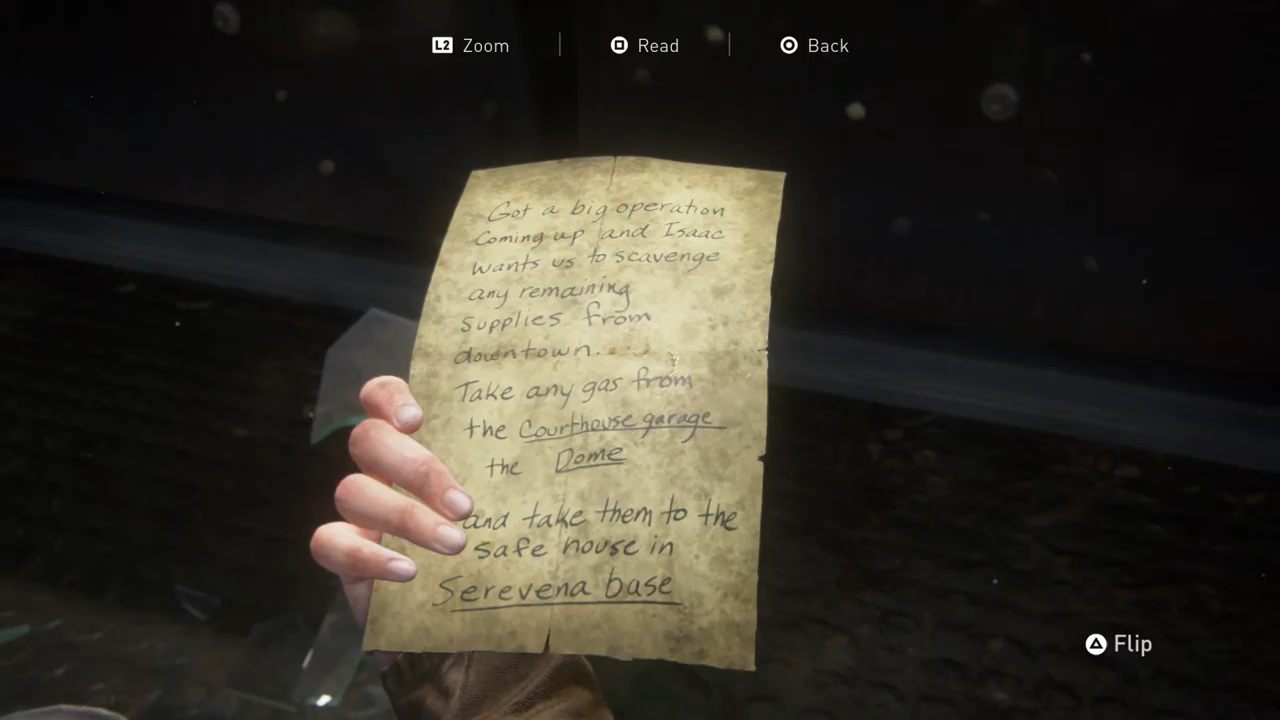 L2 Zoom | Read | Back
Got a big operation
Coming up and Isaac
wants us to scavenge
any remaining
supplies from
downtown.
Take any gas from
the Courthouse garage
the Dome
and take them to the
safe house in
Serevena base
Flip